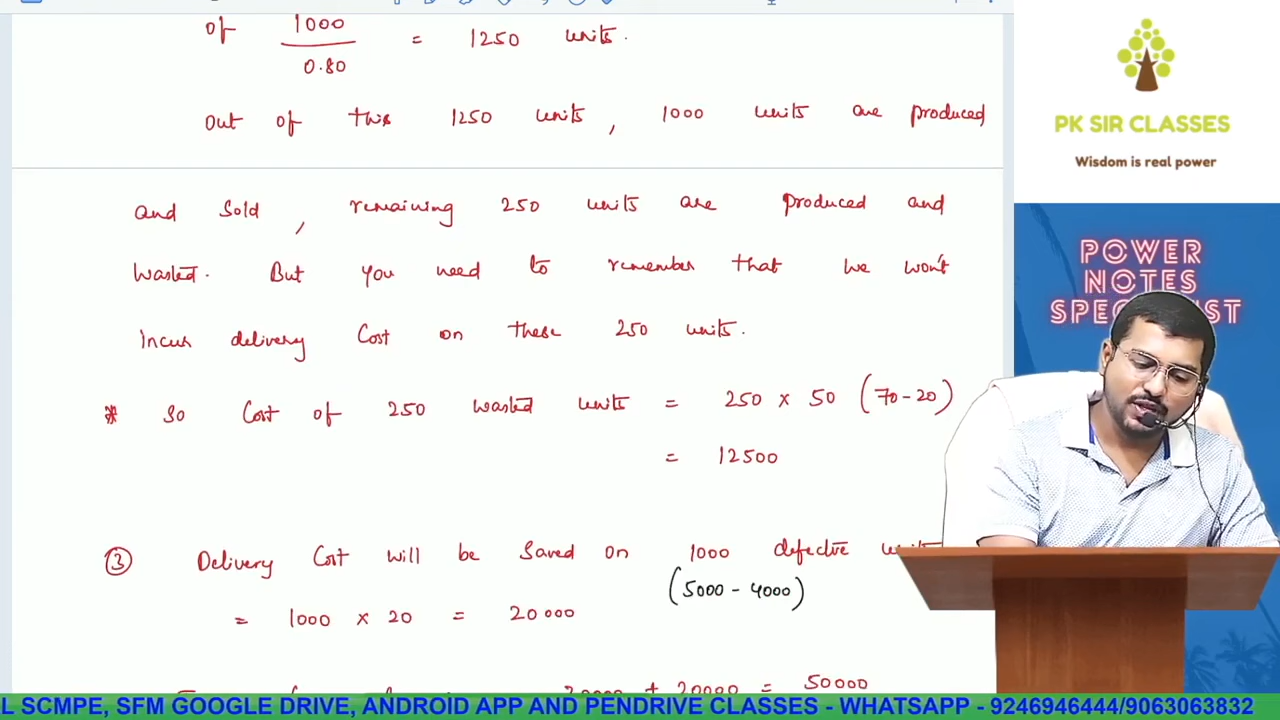 of 1000 / 0.80 = 1250 units.
out of this 1250 units, 1000 units are produced
and sold, remaining 250 units are produced and
wasted. But you need to remember that we won't
incur delivery cost on these 250 units.
* So cost of 250 wasted units = 250 × 50 (70-20)
= 12500
③ Delivery cost will be saved on 1000 defective
(5000 - 4000)
= 1000 × 20 = 20000
+ 20000 = 50000
PK SIR CLASSES
Wisdom is real power
POWER
NOTES
L SCMPE, SFM GOOGLE DRIVE, ANDROID APP AND PENDRIVE CLASSES - WHATSAPP - 9246946444/9063063832